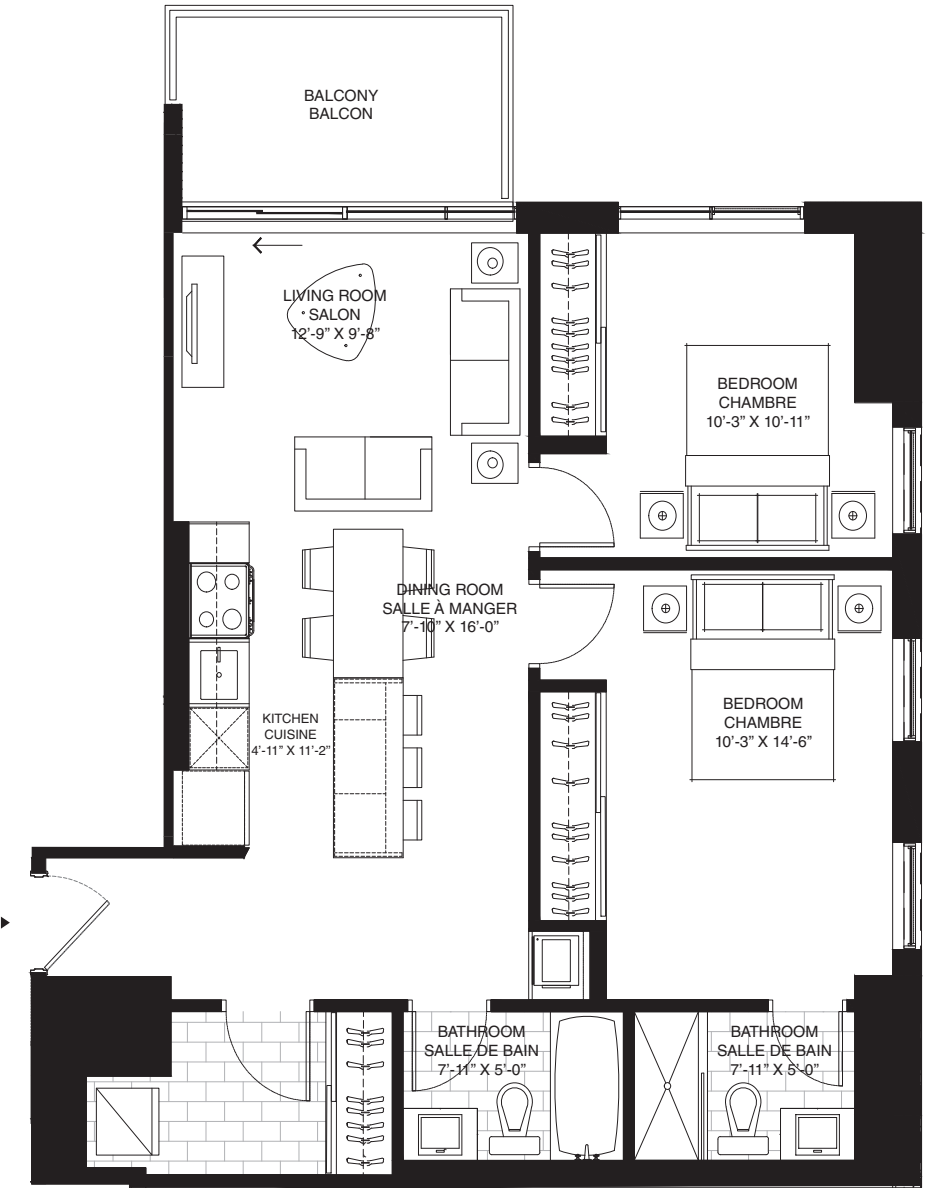 BALCONY
BALCON
LIVING ROOM
SALON
12’-9” X 9’-8”
BEDROOM
CHAMBRE
10’-3” X 10’-11”
DINING ROOM
SALLE À MANGER
7’-10” X 16’-0”
KITCHEN
CUISINE
4’-11” X 11’-2”
BEDROOM
CHAMBRE
10’-3” X 14’-6”
BATHROOM
SALLE DE BAIN
7’-11” X 5’-0”
BATHROOM
SALLE DE BAIN
7’-11” X 5’-0”